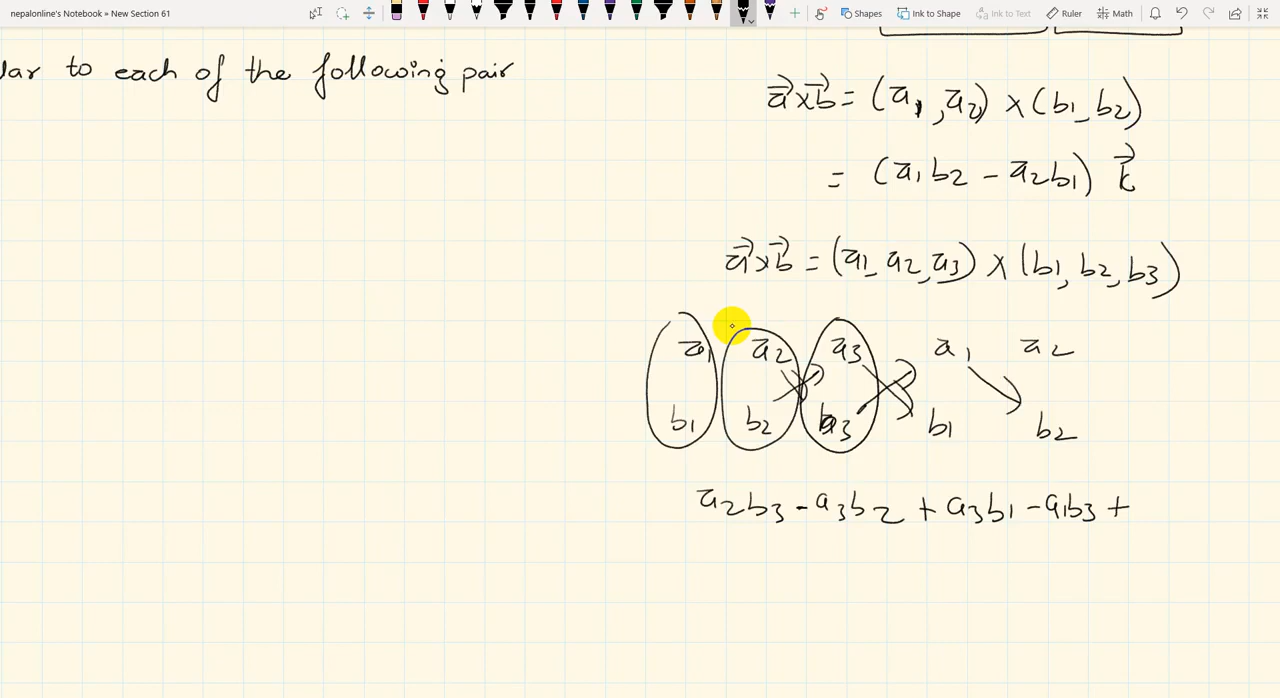 nepalonline's Notebook » New Section 61
Shapes Ink to Shape Ink to Text Ruler Math
lar to each of the following pair
a⃗ × b⃗ = (a1, a2) × (b1, b2)
= (a1b2 - a2b1) k⃗
a⃗ × b⃗ = (a1, a2, a3) × (b1, b2, b3)
a1 a2 a3 a1 a2
b1 b2 b3 b1 b2
a2b3 - a3b2 + a3b1 - a1b3 +